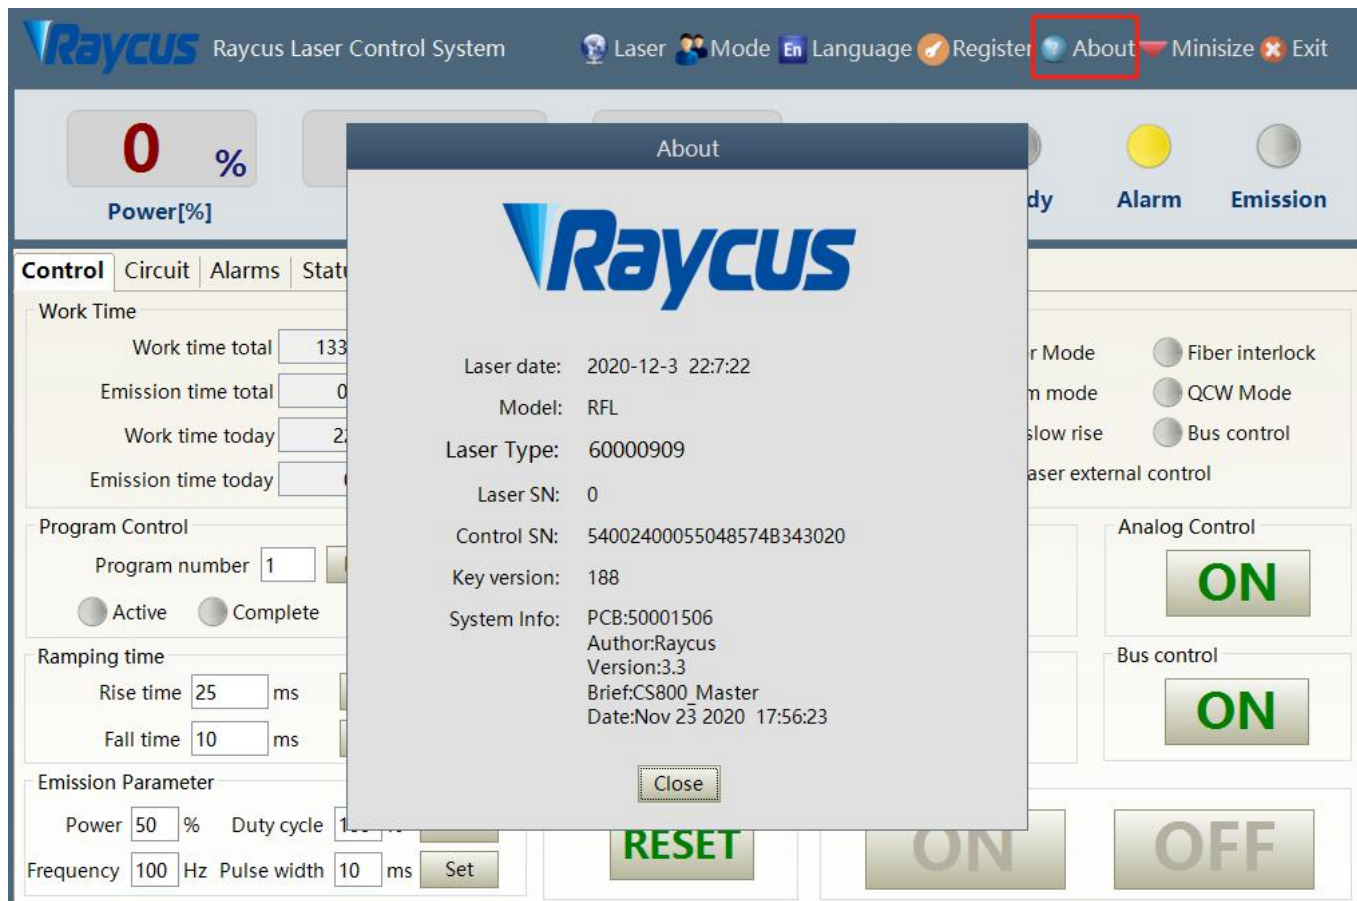 Raycus Raycus Laser Control System Laser Mode En Language Register About Minisize Exit
0 %
Power[%]
Alarm Emission
About
Raycus
Laser date: 2020-12-3 22:7:22
Model: RFL
Laser Type: 60000909
Laser SN: 0
Control SN: 54002400055048574B343020
Key version: 188
System Info: PCB:50001506
Author:Raycus
Version:3.3
Brief:CS800_Master
Date:Nov 23 2020 17:56:23
Close
Control Circuit Alarms
Work Time
Work time total 133
Emission time total 0
Work time today
Emission time today
Mode Fiber interlock
mode QCW Mode
slow rise Bus control
external control
Program Control
Program number 1
Active Complete
Analog Control
ON
Ramping time
Rise time 25 ms
Fall time 10 ms
Bus control
ON
Emission Parameter
Power 50 % Duty cycle
Frequency 100 Hz Pulse width 10 ms Set
RESET
ON OFF